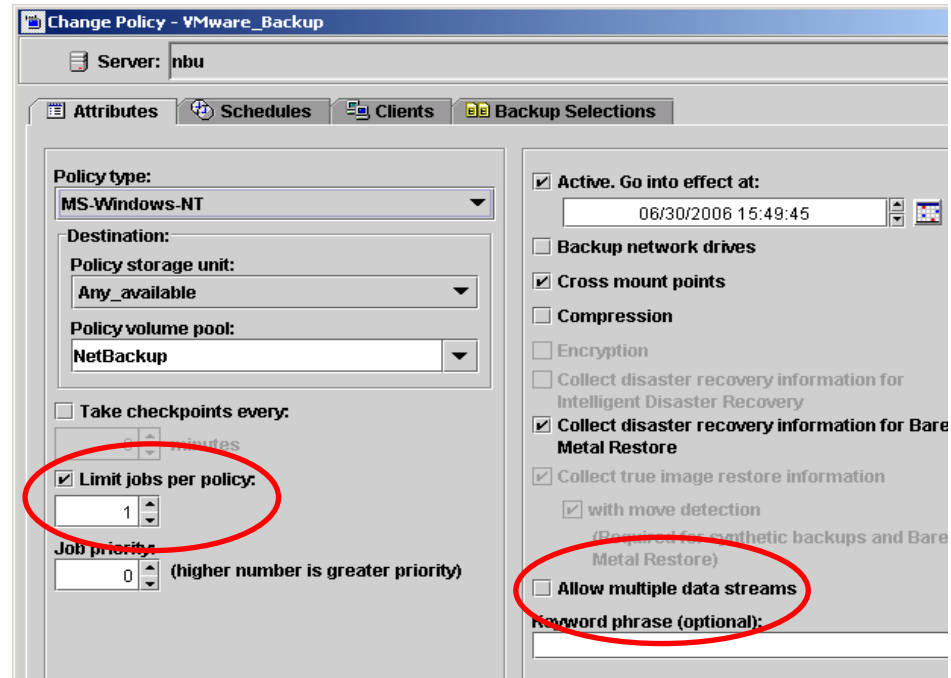 Change Policy - VMware_Backup
Server: nbu
Attributes Schedules Clients Backup Selections
Policy type:
MS-Windows-NT
Destination:
Policy storage unit:
Any_available
Policy volume pool:
NetBackup
Take checkpoints every:
0 minutes
Limit jobs per policy:
1
Job priority:
0 (higher number is greater priority)
Active. Go into effect at:
06/30/2006 15:49:45
Backup network drives
Cross mount points
Compression
Encryption
Collect disaster recovery information for
Intelligent Disaster Recovery
Collect disaster recovery information for Bare
Metal Restore
Collect true image restore information
with move detection
(Required for synthetic backups and Bare
Metal Restore)
Allow multiple data streams
Keyword phrase (optional):